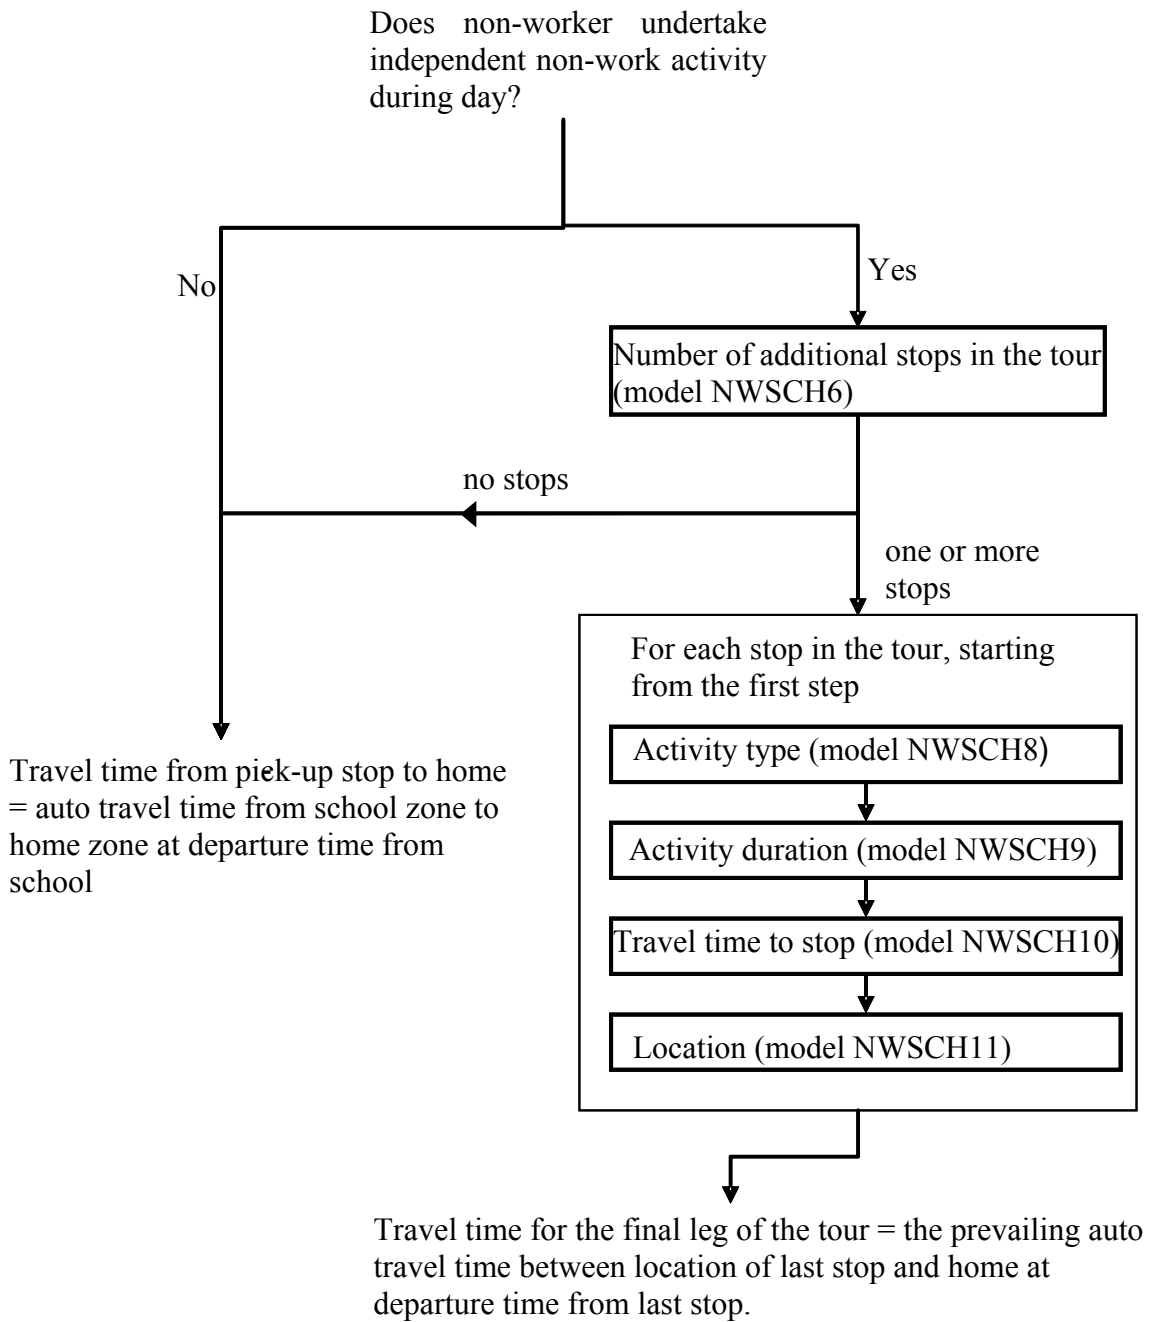 Does non-worker undertake
independent non-work activity
during day?
No
Yes
Number of additional stops in the tour
(model NWSCH6)
no stops
one or more
stops
For each stop in the tour, starting
from the first step
Activity type (model NWSCH8)
Activity duration (model NWSCH9)
Travel time to stop (model NWSCH10)
Location (model NWSCH11)
Travel time from pick-up stop to home
= auto travel time from school zone to
home zone at departure time from
school
Travel time for the final leg of the tour = the prevailing auto
travel time between location of last stop and home at
departure time from last stop.